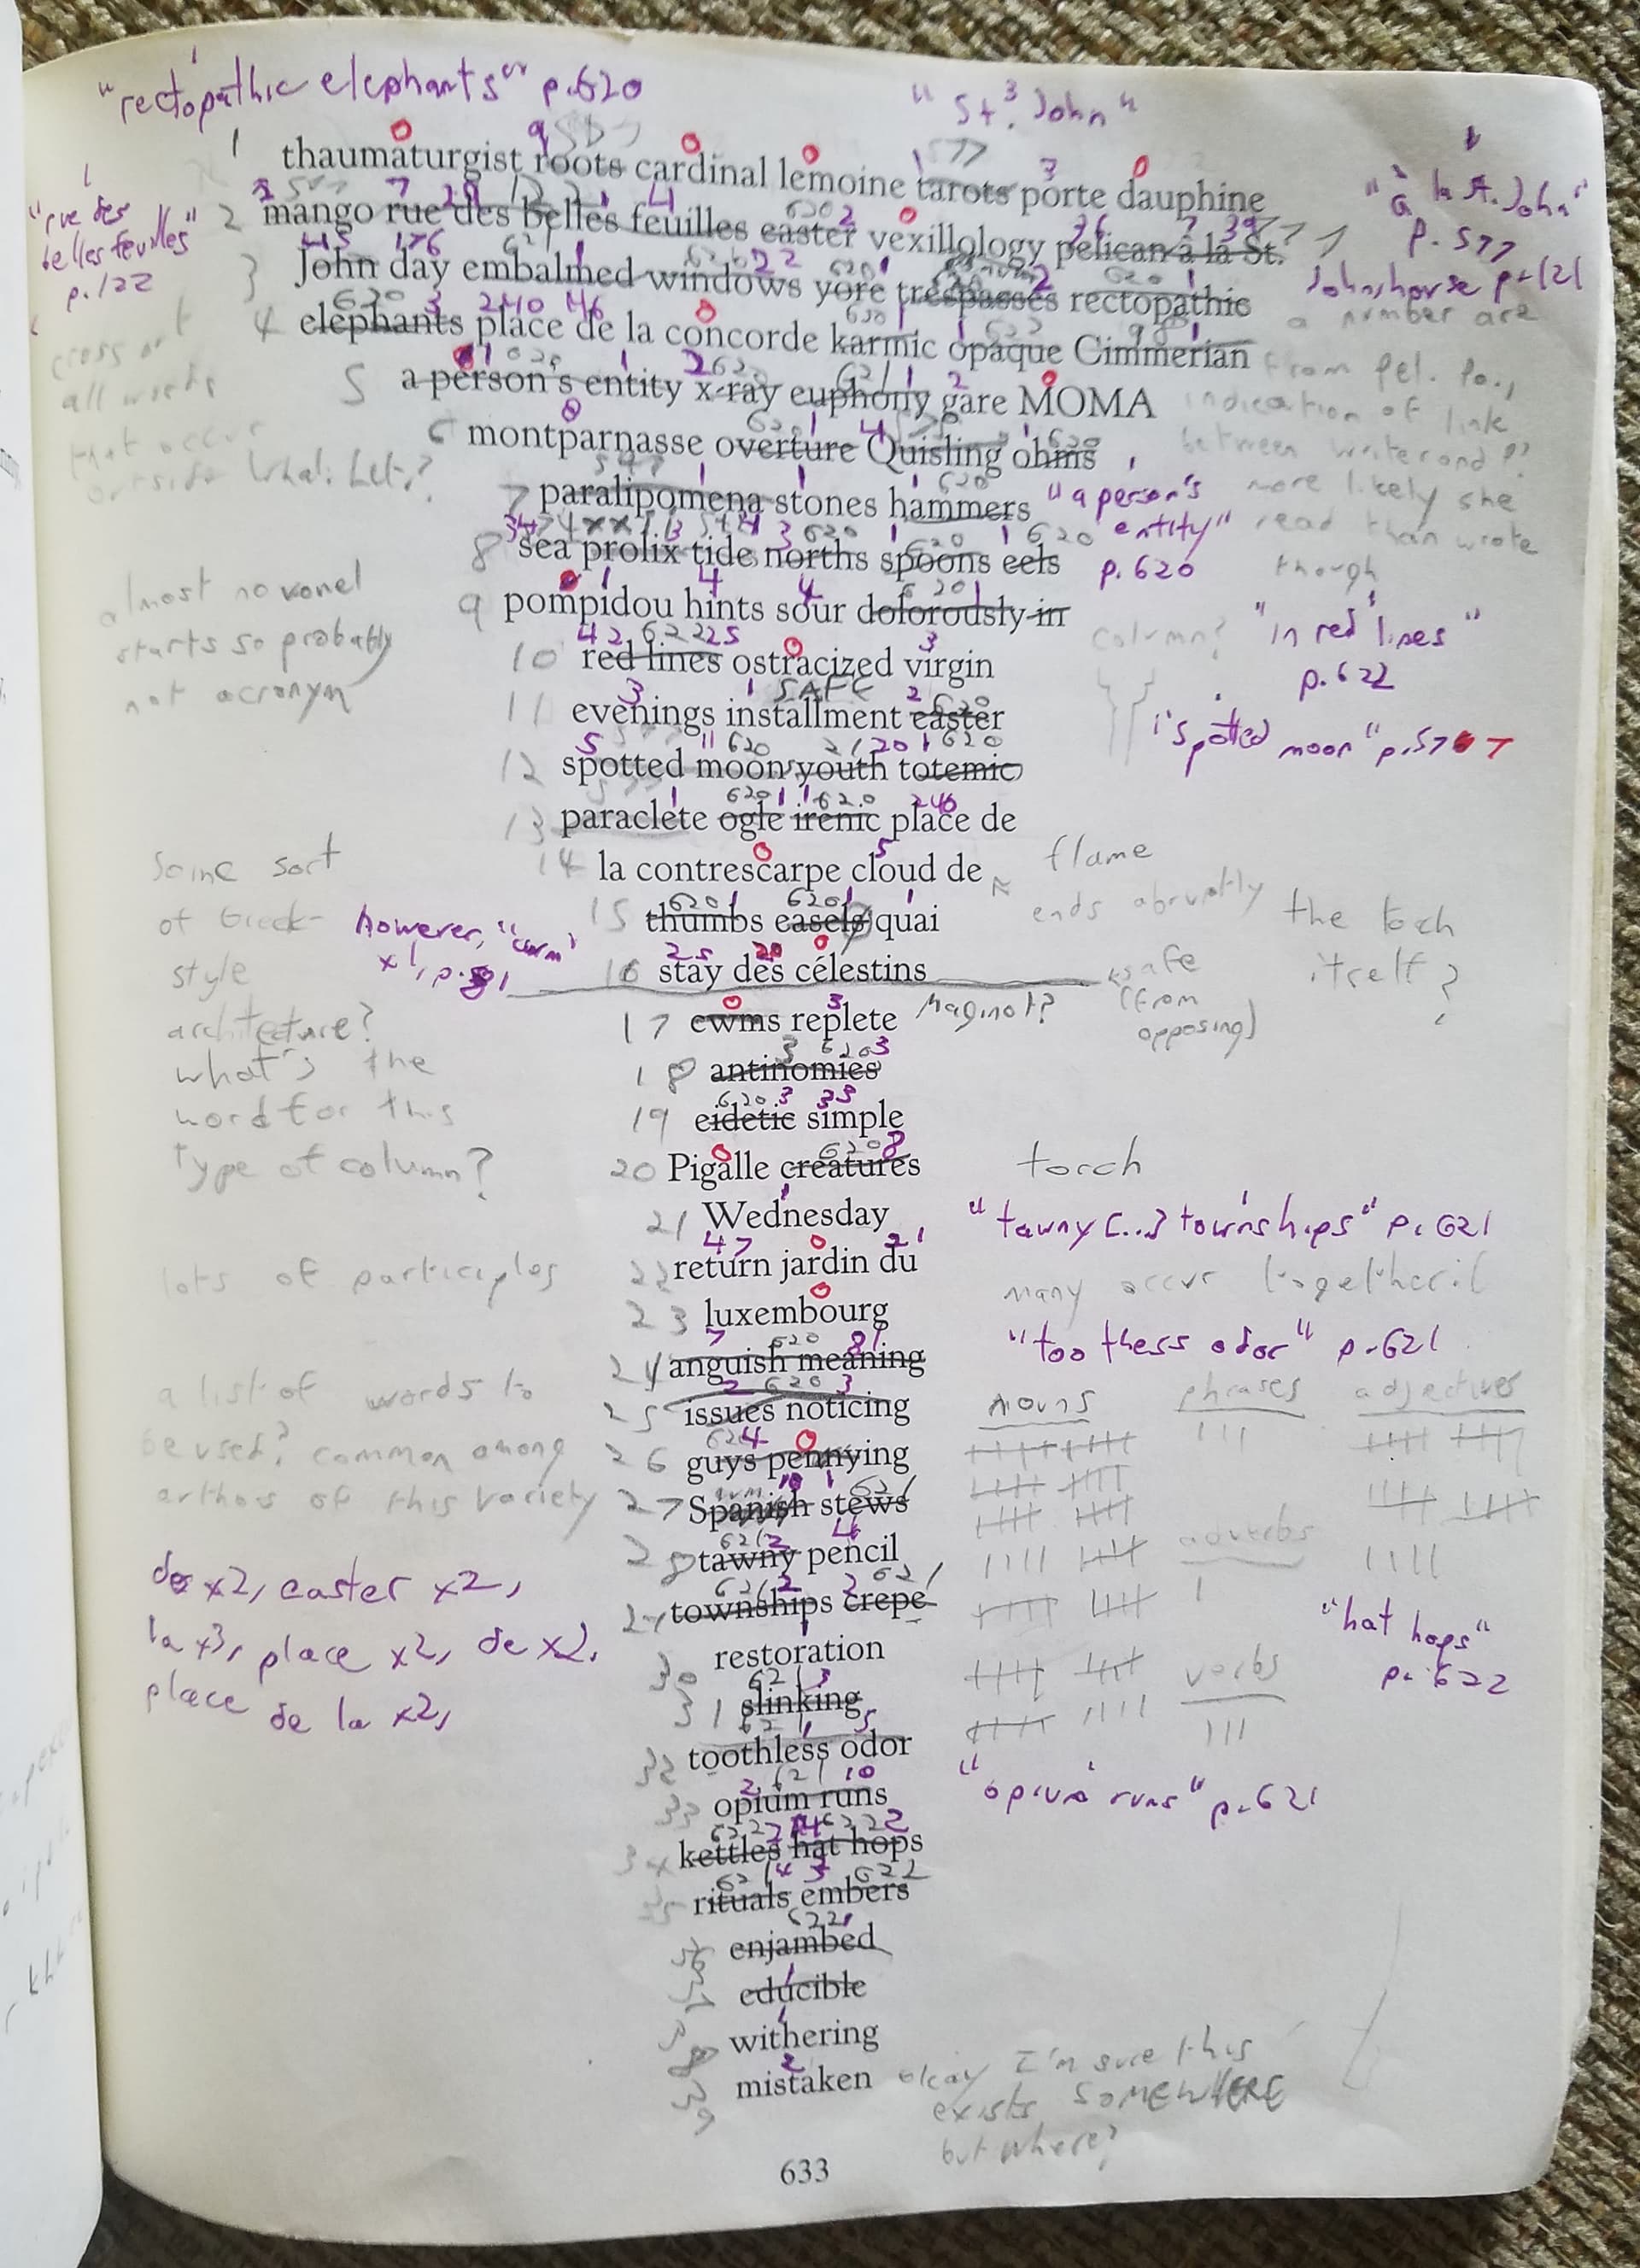 "rectopathic elephants" p.620
"St. John"
1 thaumaturgist roots cardinal lemoine tarots porte dauphine
"rue des belles feuilles" p.122
2 mango rue des belles feuilles easter vexillology pelican à la St.
"à la St. John" p. 577
3 John day embalmed windows yore trespasses rectopathic
Johns, horse p. 121
4 elephants place de la concorde karmic opaque Cimmerian
5 a person's entity x-ray euphony gare MOMA
6 montparnasse overture Quisling ohms
7 paralipomena stones hammers
8 sea prolix tide norths spoons eels
9 pompidou hints sour doforously in
10 red lines ostracized virgin
11 evenings installment easter
12 spotted moon youth totemic
13 paraclete ogle irenic place de
14 la contrescarpe cloud de
15 thumbs easels quai
16 stay des célestins
17 ewms replete
18 antinomies
19 eidetic simple
20 Pigalle creatures
21 Wednesday
22 return jardin du
23 luxembourg
24 anguish meaning
25 issues noticing
26 guys pennying
27 Spanish stews
28 tawny pencil
29 townships crepe
30 restoration
31 slinking
32 toothless odor
33 opium runs
34 kettles hat hops
35 rituals embers
36 enjambed
37 educible
38 withering
39 mistaken
cross out
all words
that occur
outside What. Let.?
a number are
from Pel. Po.,
indication of link
between writer and ??
more likely she
read than wrote
though
"a person's
entity"
p. 620
almost no vowel
starts so probably
not acronym
column?
"in red lines"
p. 622
"spotted moon" p. 577
SAFE
some sort
of Greek-
style
architecture?
what's the
word for this
type of column?
however, "cwm"
x1, p.
flame
ends abruptly
the torch
itself?
Maginot?
safe
(from
opposing)
torch
"tawny [...] townships" p. 621
many occur together
"toothless odor" p. 621
lots of participles
a list of words to
be used? common among
authors of this variety
nouns
phrases
adjectives
adverbs
verbs
"hat hops"
p. 622
"opium runs" p. 621
des x2, easter x2,
la x3, place x2, de x2,
place de la x2,
okay I'm sure this
exists SOMEWHERE
but where?
633